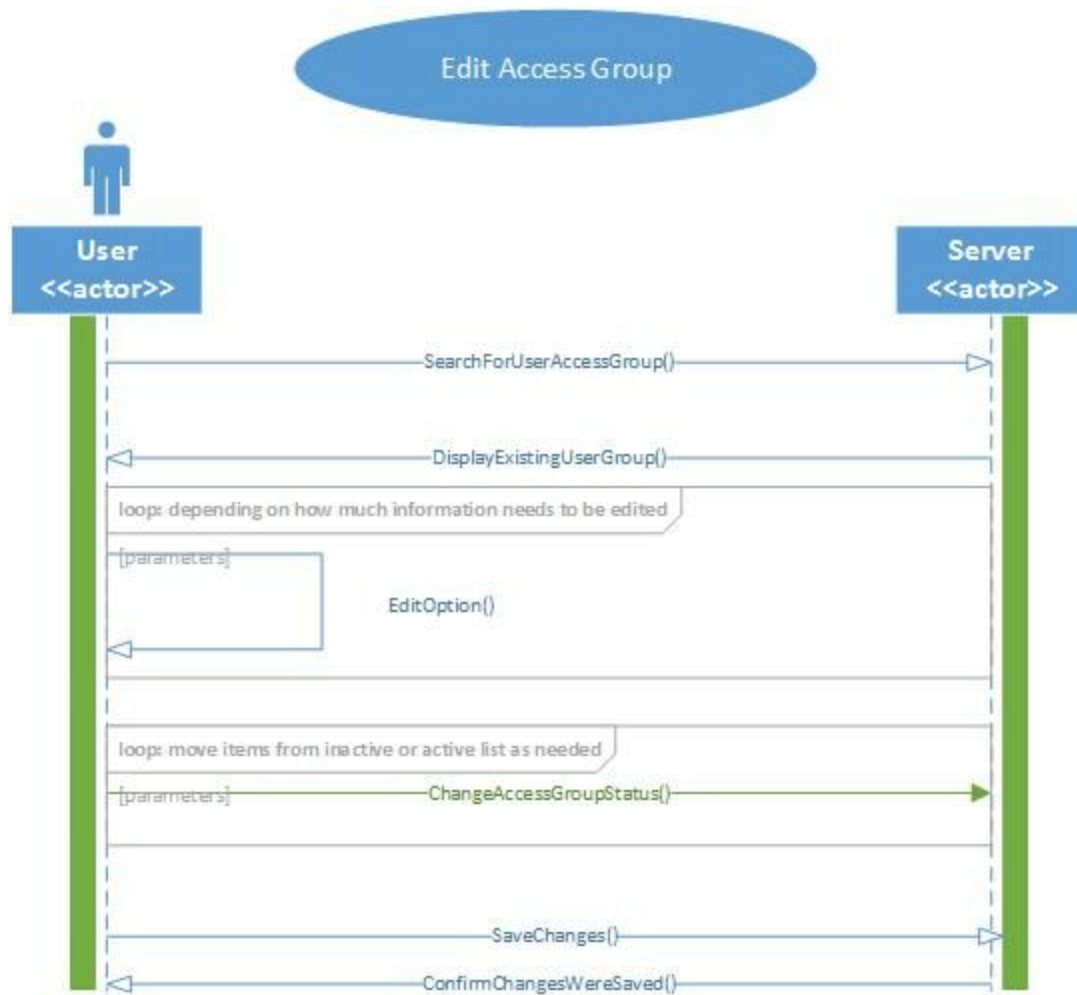 Edit Access Group
User
<<actor>>
Server
<<actor>>
SearchForUserAccessGroup()
DisplayExistingUserGroup()
loop: depending on how much information needs to be edited
[parameters]
EditOption()
loop: move items from inactive or active list as needed
[parameters]
ChangeAccessGroupStatus()
SaveChanges()
ConfirmChangesWereSaved()